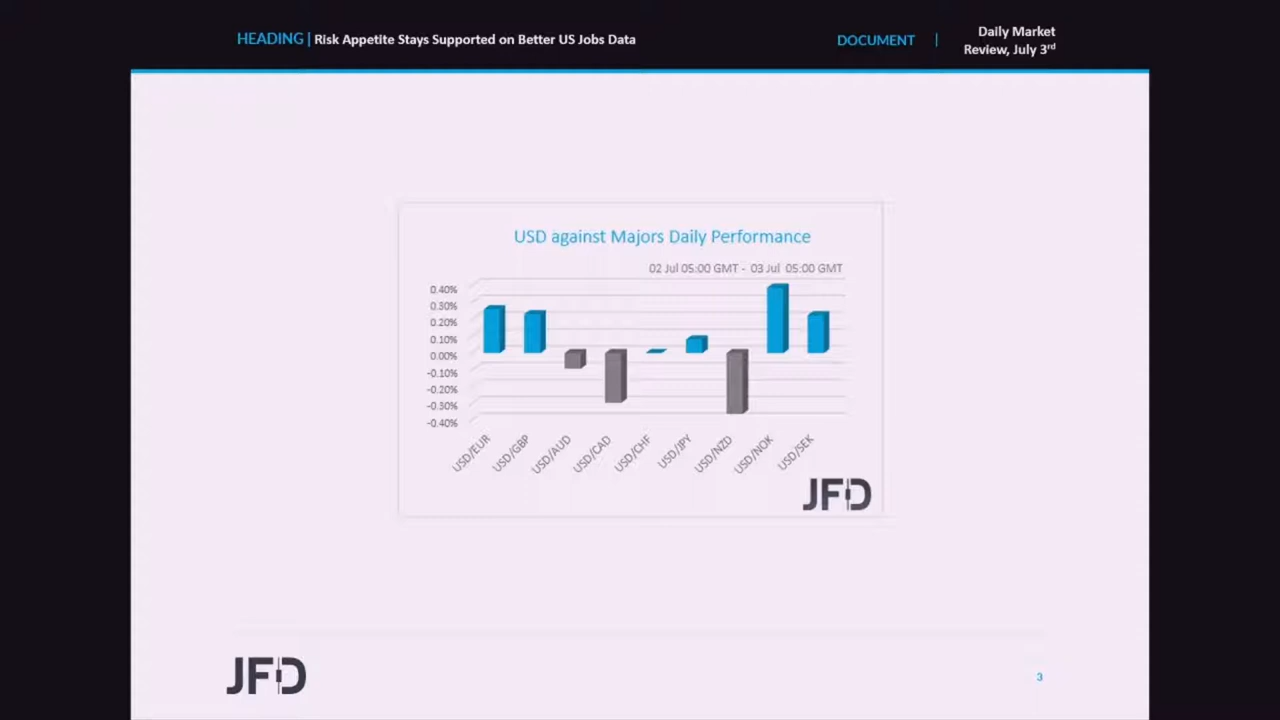 HEADING | Risk Appetite Stays Supported on Better US Jobs Data
DOCUMENT |
Daily Market
Review, July 3rd
USD against Majors Daily Performance
02 Jul 05:00 GMT - 03 Jul 05:00 GMT
0.40%
0.30%
0.20%
0.10%
0.00%
-0.10%
-0.20%
-0.30%
-0.40%
USD/EUR
USD/GBP
USD/AUD
USD/CAD
USD/CHF
USD/JPY
USD/NZD
USD/NOK
USD/SEK
JFD
JFD
3